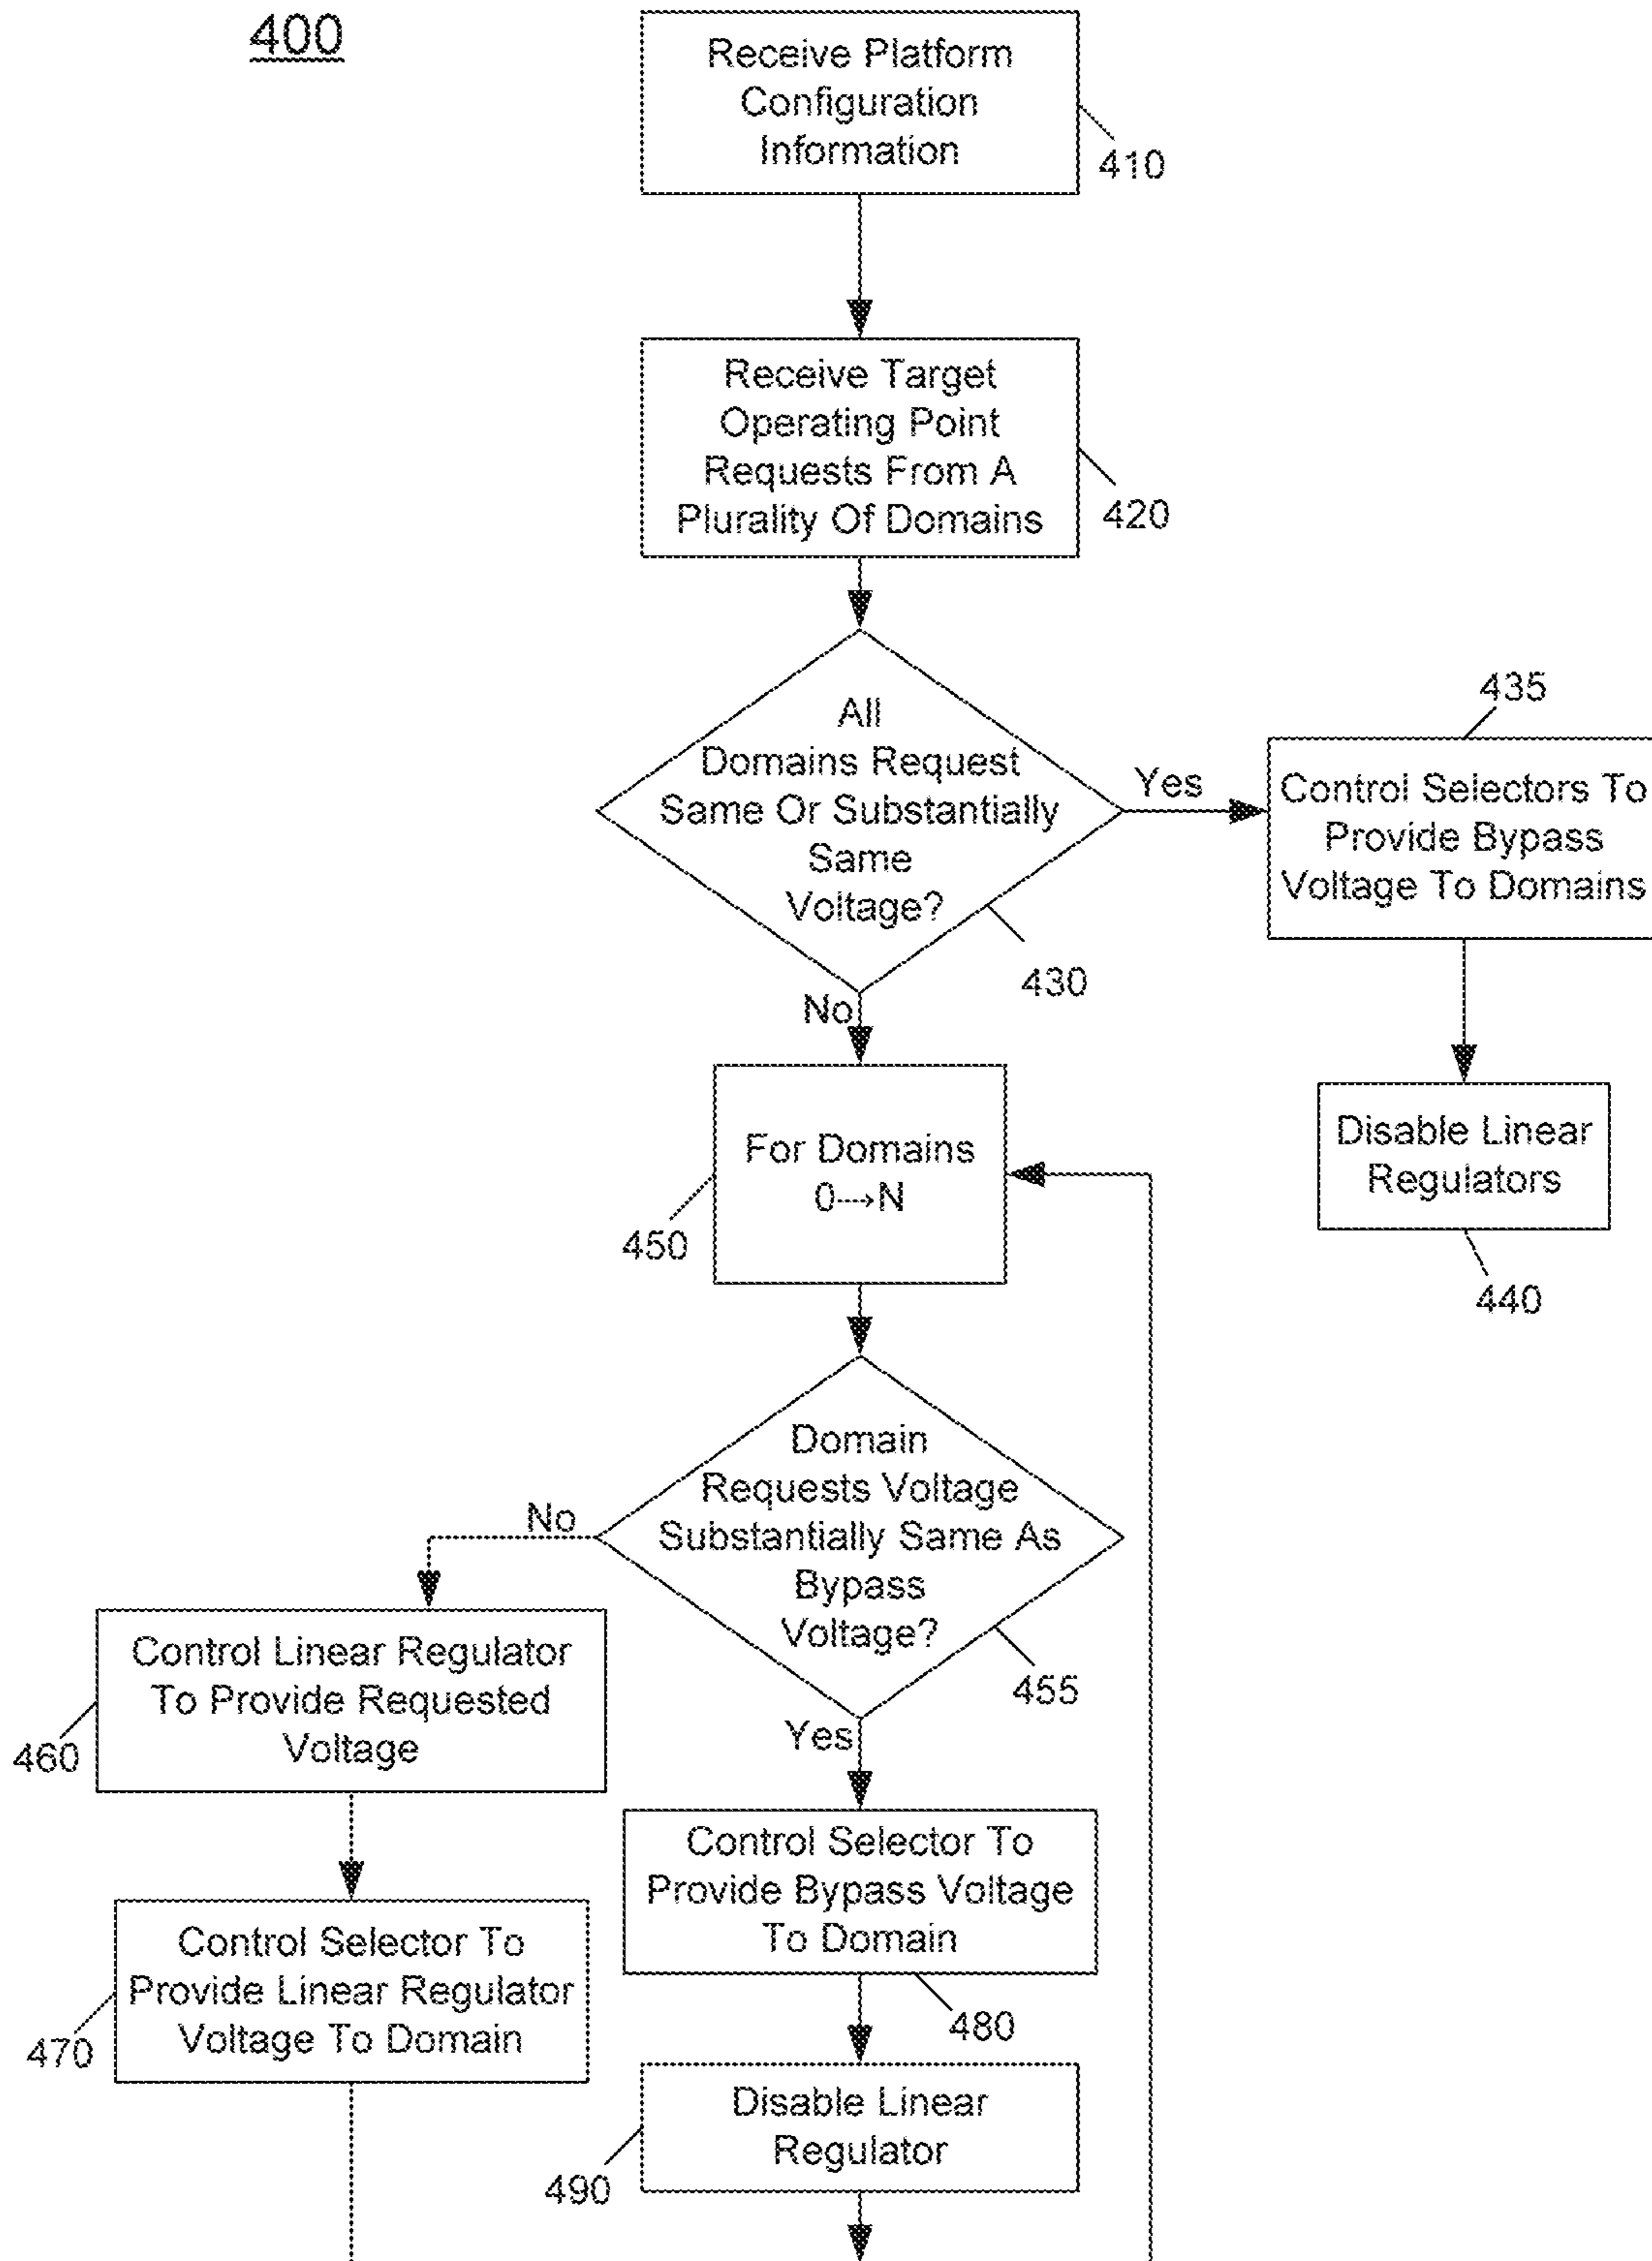 400
Receive Platform
Configuration
Information
410
Receive Target
Operating Point
Requests From A
Plurality Of Domains
420
All
Domains Request
Same Or Substantially
Same
Voltage?
430
Yes
435
Control Selectors To
Provide Bypass
Voltage To Domains
Disable Linear
Regulators
440
No
For Domains
0→N
450
Domain
Requests Voltage
Substantially Same As
Bypass
Voltage?
455
No
Control Linear Regulator
To Provide Requested
Voltage
460
Control Selector To
Provide Linear Regulator
Voltage To Domain
470
Yes
Control Selector To
Provide Bypass Voltage
To Domain
480
Disable Linear
Regulator
490